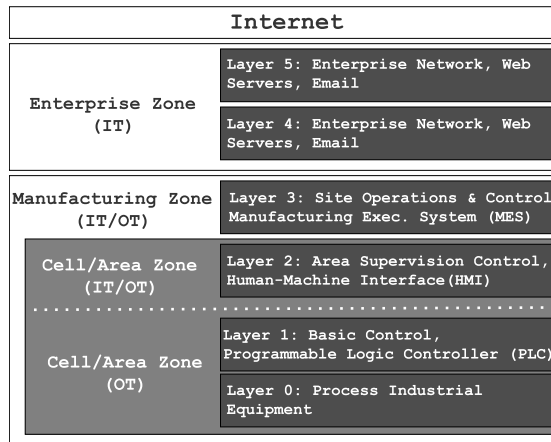 Internet
Enterprise Zone
(IT)
Layer 5: Enterprise Network, Web
Servers, Email
Layer 4: Enterprise Network, Web
Servers, Email
Manufacturing Zone
(IT/OT)
Layer 3: Site Operations & Control
Manufacturing Exec. System (MES)
Cell/Area Zone
(IT/OT)
Layer 2: Area Supervision Control,
Human-Machine Interface(HMI)
Cell/Area Zone
(OT)
Layer 1: Basic Control,
Programmable Logic Controller (PLC)
Layer 0: Process Industrial
Equipment